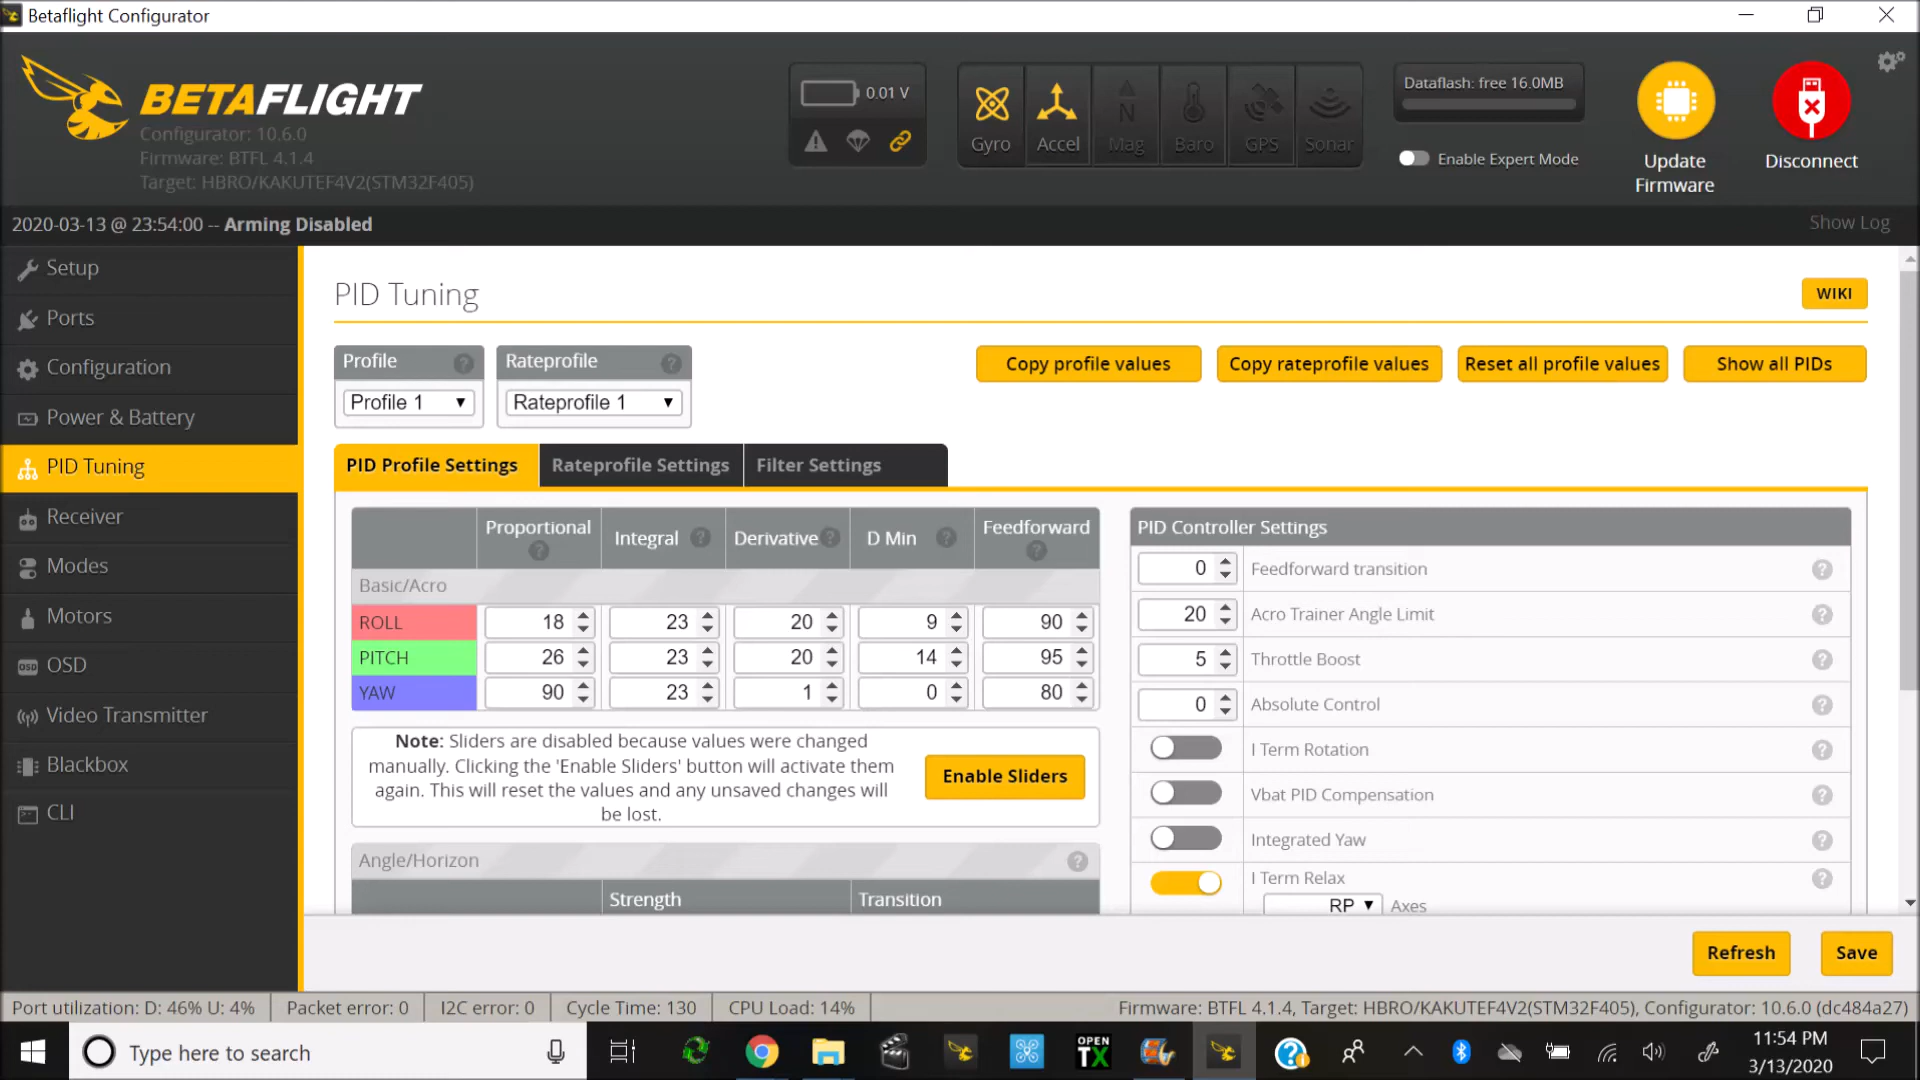 Betaflight Configurator
BETAFLIGHT
Configurator: 10.6.0
Firmware: BTFL 4.1.4
Target: HBRO/KAKUTEF4V2(STM32F405)
0.01 V
Gyro
Accel
N
Mag
Baro
GPS
Sonar
Dataflash: free 16.0MB
Enable Expert Mode
Update
Firmware
Disconnect
2020-03-13 @ 23:54:00 -- Arming Disabled
Show Log
Setup
Ports
Configuration
Power & Battery
PID Tuning
Receiver
Modes
Motors
OSD OSD
Video Transmitter
Blackbox
CLI
PID Tuning
WIKI
Profile ?
Profile 1
Rateprofile ?
Rateprofile 1
Copy profile values
Copy rateprofile values
Reset all profile values
Show all PIDs
PID Profile Settings
Rateprofile Settings
Filter Settings
Proportional ? Integral ? Derivative ? D Min ? Feedforward ?
Basic/Acro
ROLL 18 23 20 9 90
PITCH 26 23 20 14 95
YAW 90 23 1 0 80
Note: Sliders are disabled because values were changed
manually. Clicking the 'Enable Sliders' button will activate them
again. This will reset the values and any unsaved changes will
be lost.
Enable Sliders
Angle/Horizon ?
Strength Transition
PID Controller Settings
0 Feedforward transition ?
20 Acro Trainer Angle Limit ?
5 Throttle Boost ?
0 Absolute Control ?
I Term Rotation ?
Vbat PID Compensation ?
Integrated Yaw ?
I Term Relax ?
RP Axes
Refresh
Save
Port utilization: D: 46% U: 4% Packet error: 0 I2C error: 0 Cycle Time: 130 CPU Load: 14% Firmware: BTFL 4.1.4, Target: HBRO/KAKUTEF4V2(STM32F405), Configurator: 10.6.0 (dc484a27)
Type here to search
OPEN
TX
?
11:54 PM
3/13/2020